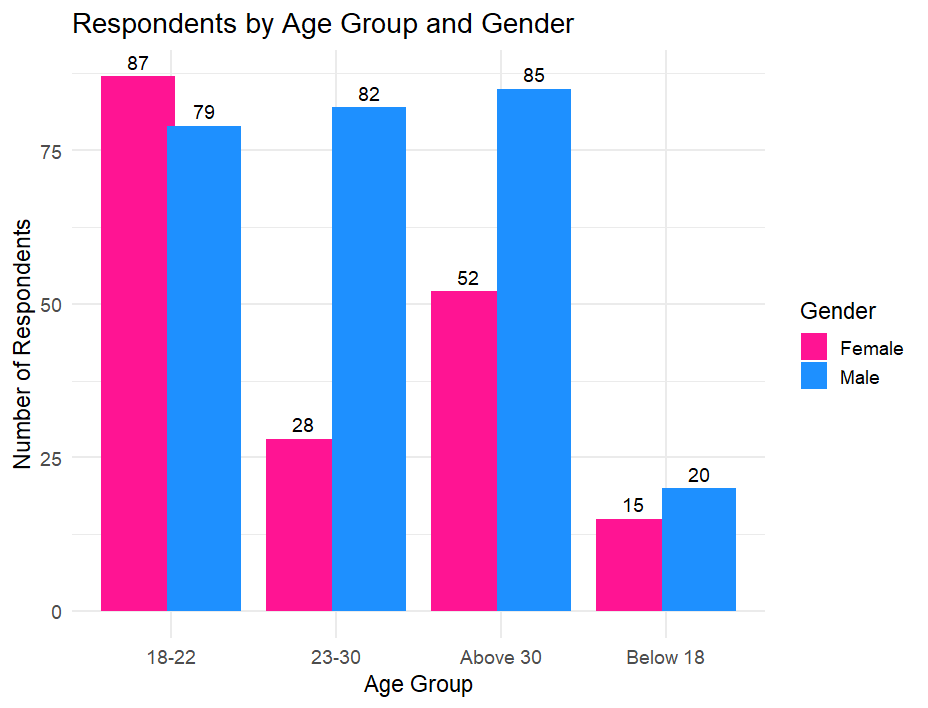 Respondents by Age Group and Gender
87
79
82
85
28
52
15
20
75
50
25
0
Number of Respondents
18-22
23-30
Above 30
Below 18
Age Group
Gender
Female
Male